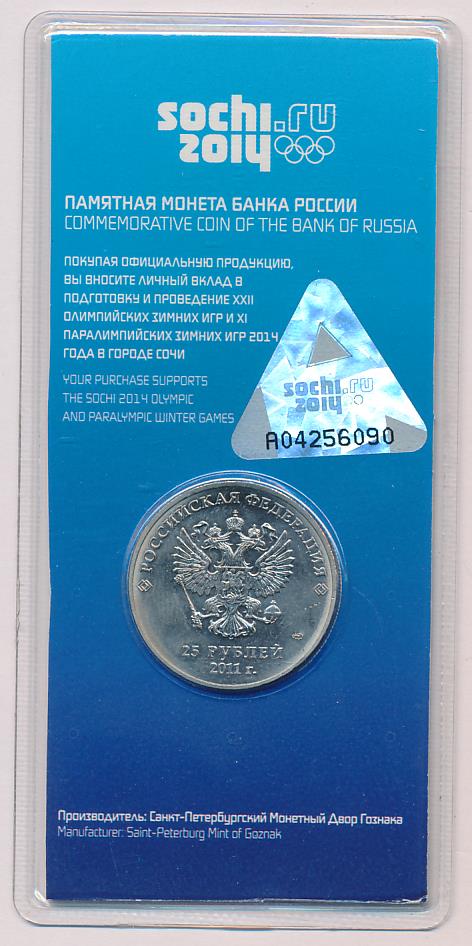 sochi.ru
2014
ПАМЯТНАЯ МОНЕТА БАНКА РОССИИ
COMMEMORATIVE COIN OF THE BANK OF RUSSIA
ПОКУПАЯ ОФИЦИАЛЬНУЮ ПРОДУКЦИЮ,
ВЫ ВНОСИТЕ ЛИЧНЫЙ ВКЛАД В
ПОДГОТОВКУ И ПРОВЕДЕНИЕ XXII
ОЛИМПИЙСКИХ ЗИМНИХ ИГР И XI
ПАРАЛИМПИЙСКИХ ЗИМНИХ ИГР 2014
ГОДА В ГОРОДЕ СОЧИ
YOUR PURCHASE SUPPORTS
THE SOCHI 2014 OLYMPIC
AND PARALYMPIC WINTER GAMES
sochi.ru
2014
A04256090
РОССИЙСКАЯ ФЕДЕРАЦИЯ
25 РУБЛЕЙ
2011 г.
Производитель: Санкт-Петербургский Монетный Двор Гознака
Manufacturer: Saint-Peterburg Mint of Goznak